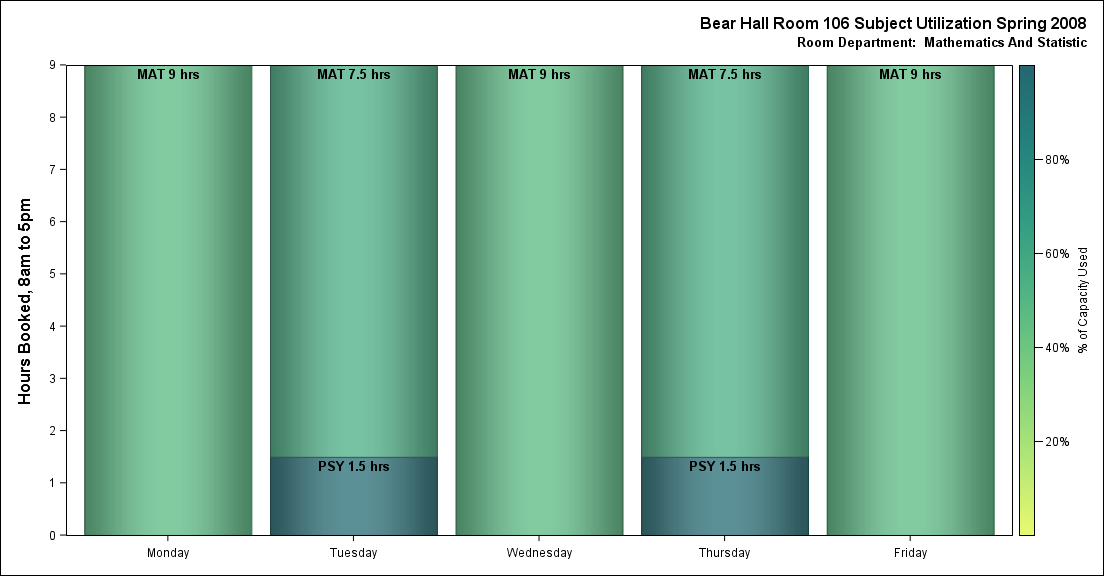 Bear Hall Room 106 Subject Utilization Spring 2008
Room Department: Mathematics And Statistic
Hours Booked, 8am to 5pm
9
8
7
6
5
4
3
2
1
0
MAT 9 hrs
MAT 7.5 hrs
MAT 9 hrs
MAT 7.5 hrs
MAT 9 hrs
PSY 1.5 hrs
PSY 1.5 hrs
Monday
Tuesday
Wednesday
Thursday
Friday
80%
60%
40%
20%
% of Capacity Used